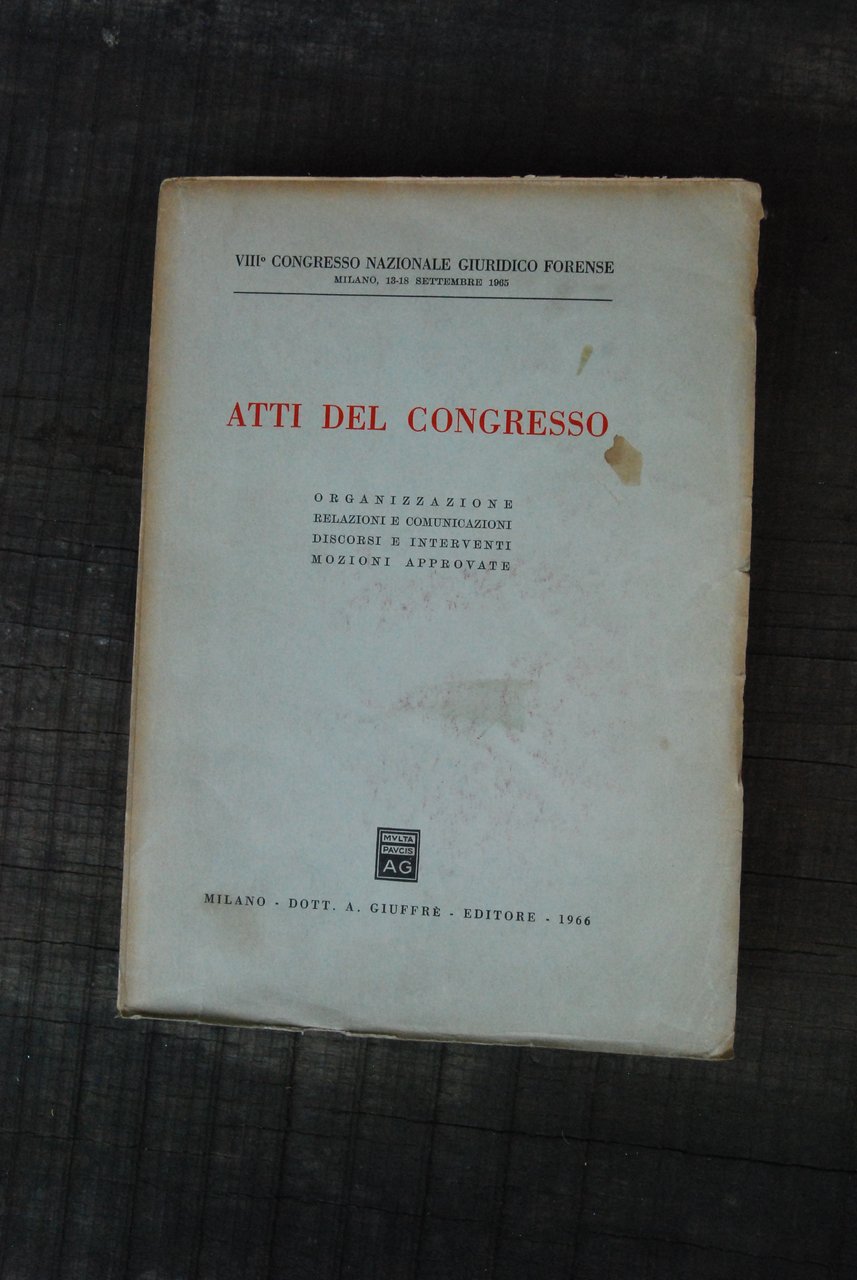 VIIIº CONGRESSO NAZIONALE GIURIDICO FORENSE
MILANO, 13-18 SETTEMBRE 1965
ATTI DEL CONGRESSO
ORGANIZZAZIONE
RELAZIONI E COMUNICAZIONI
DISCORSI E INTERVENTI
MOZIONI APPROVATE
MVLTA
PAVCIS
AG
MILANO - DOTT. A. GIUFFRÈ - EDITORE - 1966